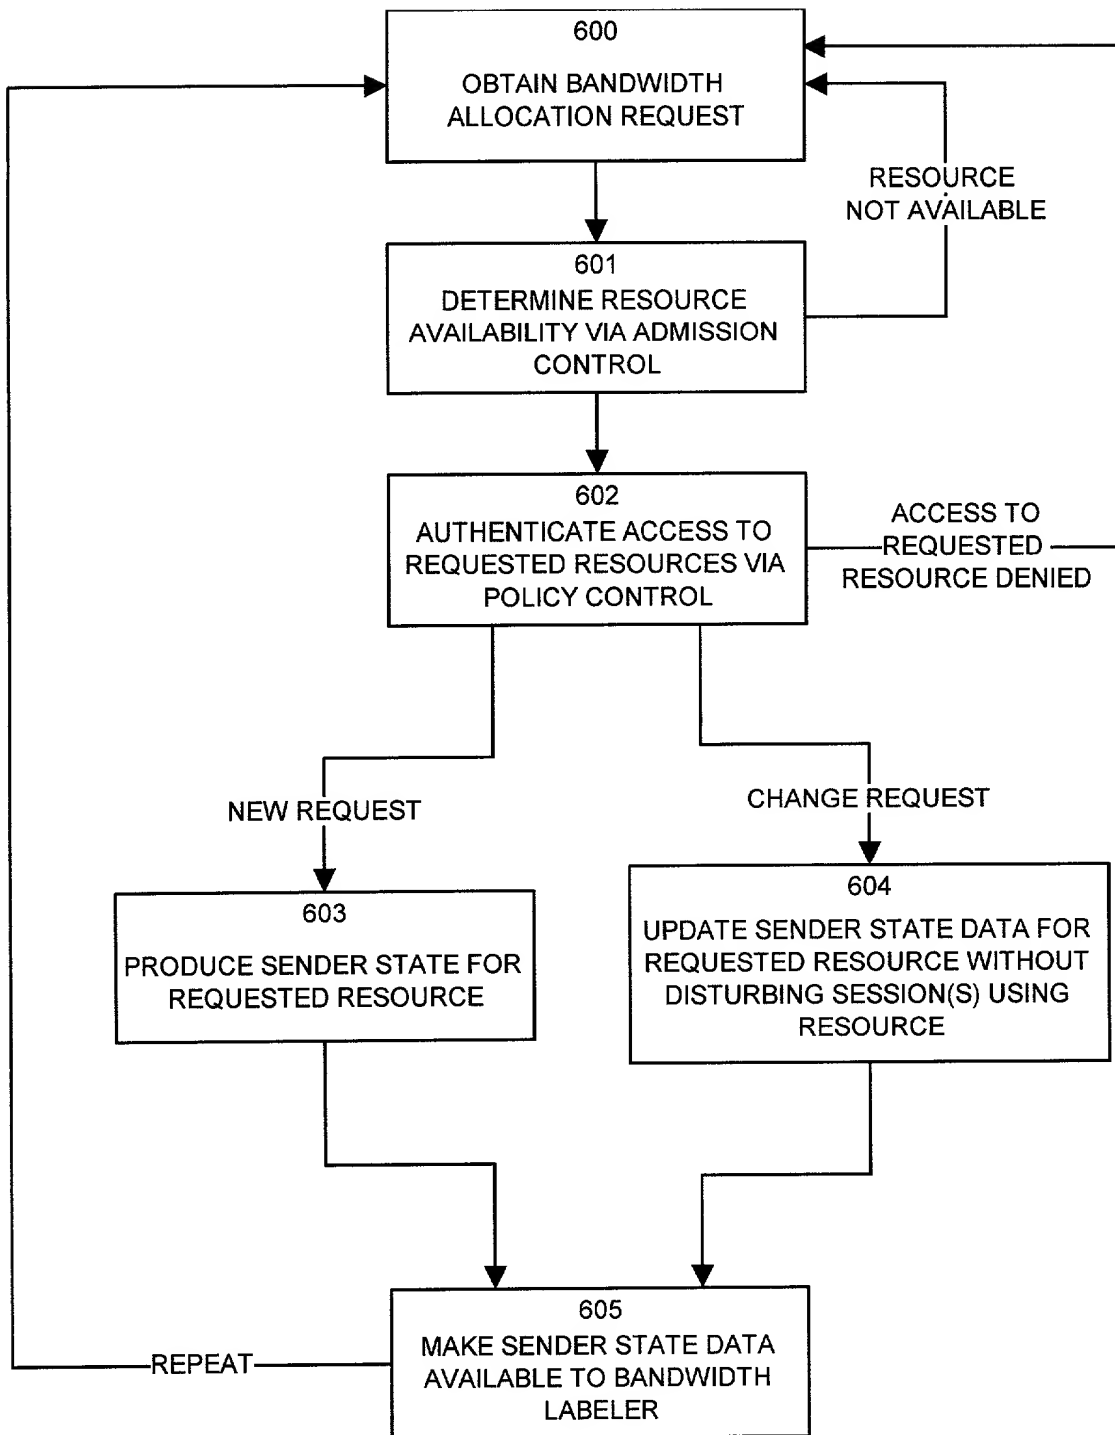 600
OBTAIN BANDWIDTH
ALLOCATION REQUEST
RESOURCE
NOT AVAILABLE
601
DETERMINE RESOURCE
AVAILABILITY VIA ADMISSION
CONTROL
602
AUTHENTICATE ACCESS TO
REQUESTED RESOURCES VIA
POLICY CONTROL
ACCESS TO
REQUESTED
RESOURCE DENIED
NEW REQUEST
CHANGE REQUEST
603
PRODUCE SENDER STATE FOR
REQUESTED RESOURCE
604
UPDATE SENDER STATE DATA FOR
REQUESTED RESOURCE WITHOUT
DISTURBING SESSION(S) USING
RESOURCE
605
MAKE SENDER STATE DATA
AVAILABLE TO BANDWIDTH
LABELER
REPEAT